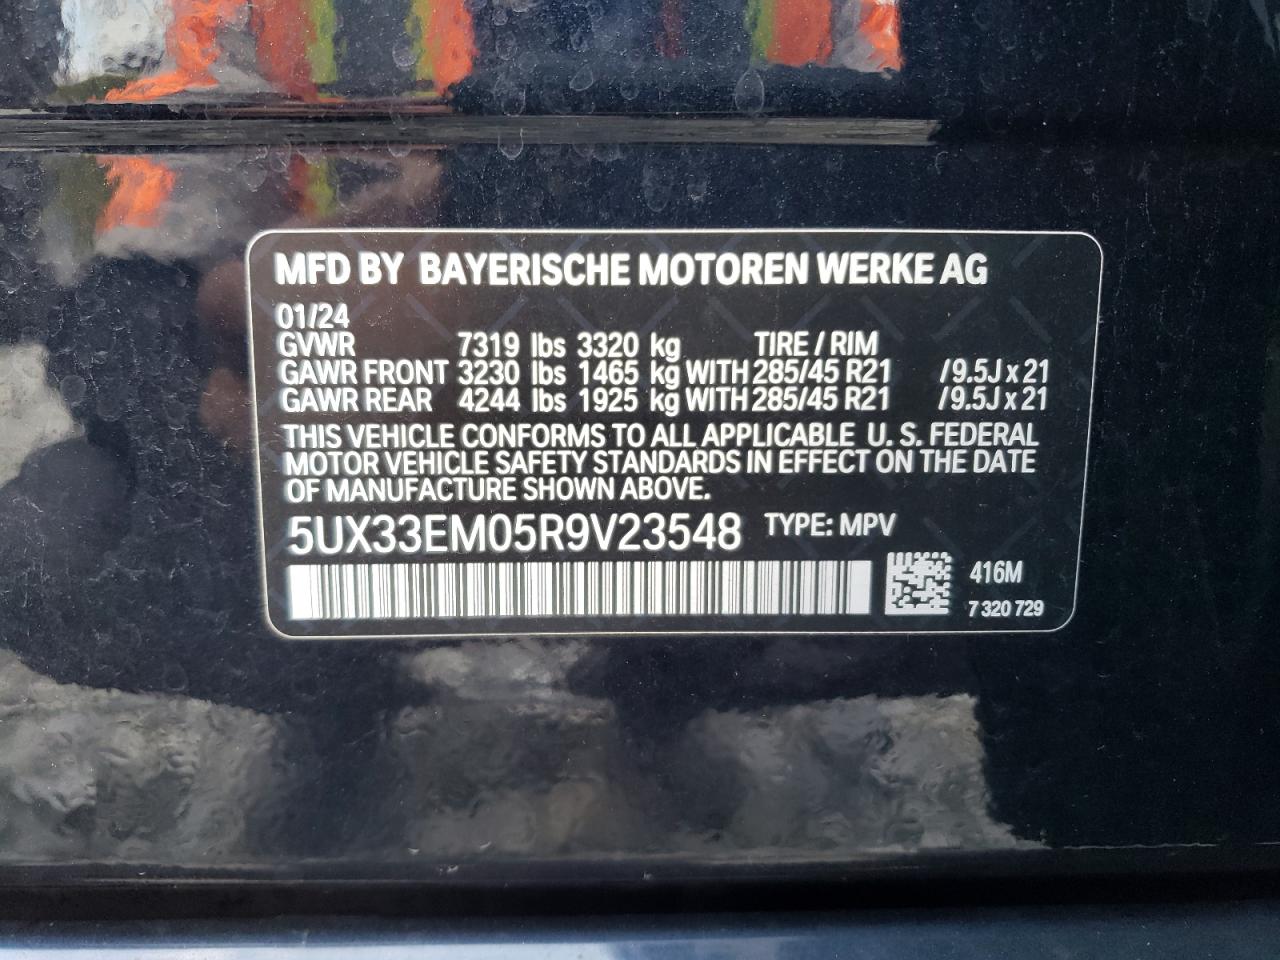 MFD BY BAYERISCHE MOTOREN WERKE AG
01/24
GVWR 7319 lbs 3320 kg TIRE / RIM
GAWR FRONT 3230 lbs 1465 kg WITH 285/45 R21 /9.5J x 21
GAWR REAR 4244 lbs 1925 kg WITH 285/45 R21 /9.5J x 21
THIS VEHICLE CONFORMS TO ALL APPLICABLE U. S. FEDERAL
MOTOR VEHICLE SAFETY STANDARDS IN EFFECT ON THE DATE
OF MANUFACTURE SHOWN ABOVE.
5UX33EM05R9V23548 TYPE: MPV
416M
7 320 729